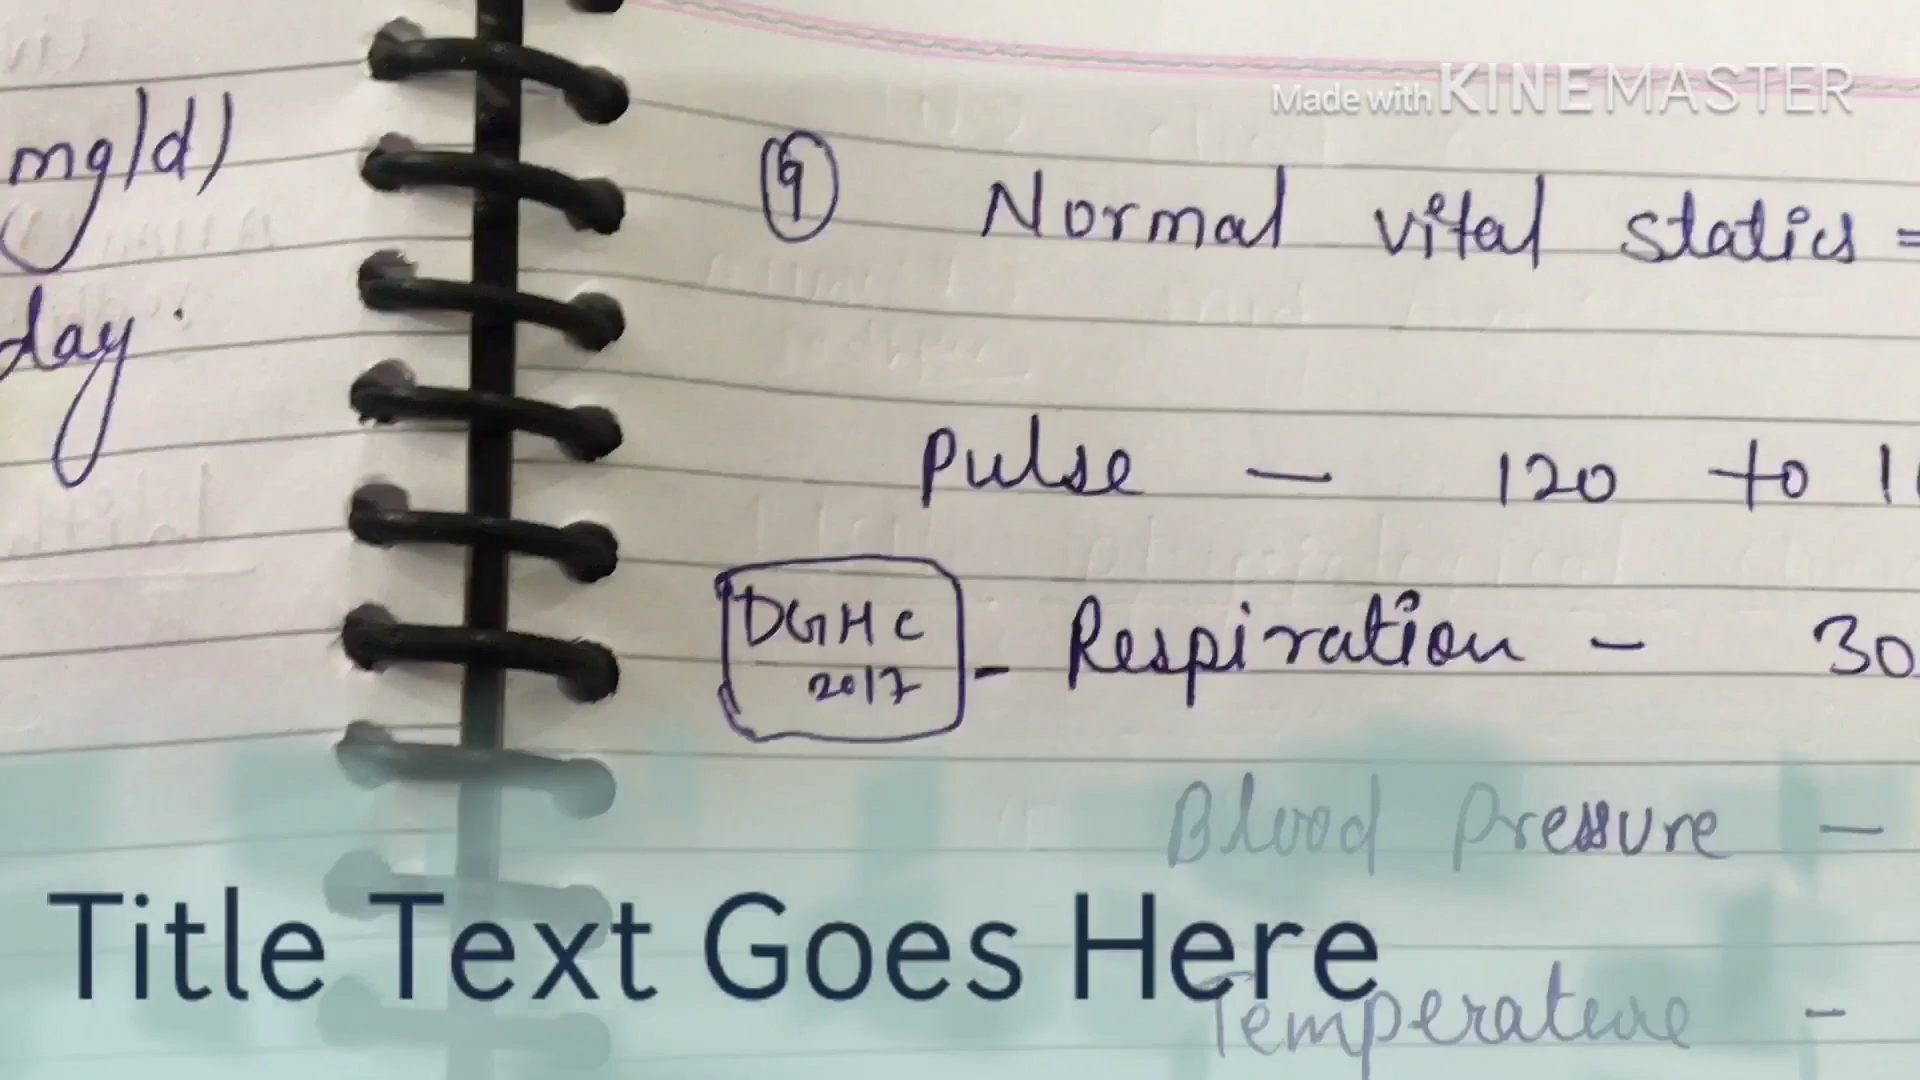 Made with KINEMASTER
mg/dl
day.
9 Normal vital statics =
Pulse — 120 to
DGHC
2017
- Respiration - 30
Blood Pressure —
Title Text Goes Here
Temperature -